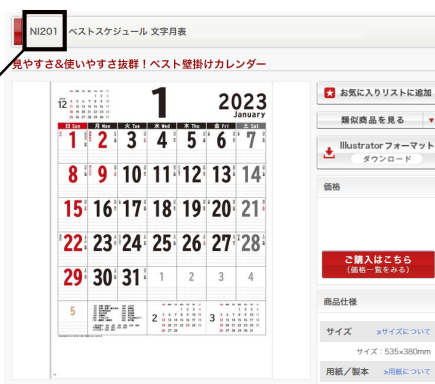 NI201 ベストスケジュール 文字月表
見やすさ&使いやすさ抜群！ベスト壁掛けカレンダー
12
1
2023
January
日 Sun 月 Mon 火 Tue 水 Wed 木 Thu 金 Fri 土 Sat
1 2 3 4 5 6 7
8 9 10 11 12 13 14
15 16 17 18 19 20 21
22 23 24 25 26 27 28
29 30 31 1 2 3 4
5
2
3
お気に入りリストに追加
類似商品を見る ▼
Illustratorフォーマット
ダウンロード
価格
ご購入はこちら
(価格一覧をみる)
商品仕様
サイズ »サイズについて
サイズ：535×380mm
用紙／製本 »用紙について